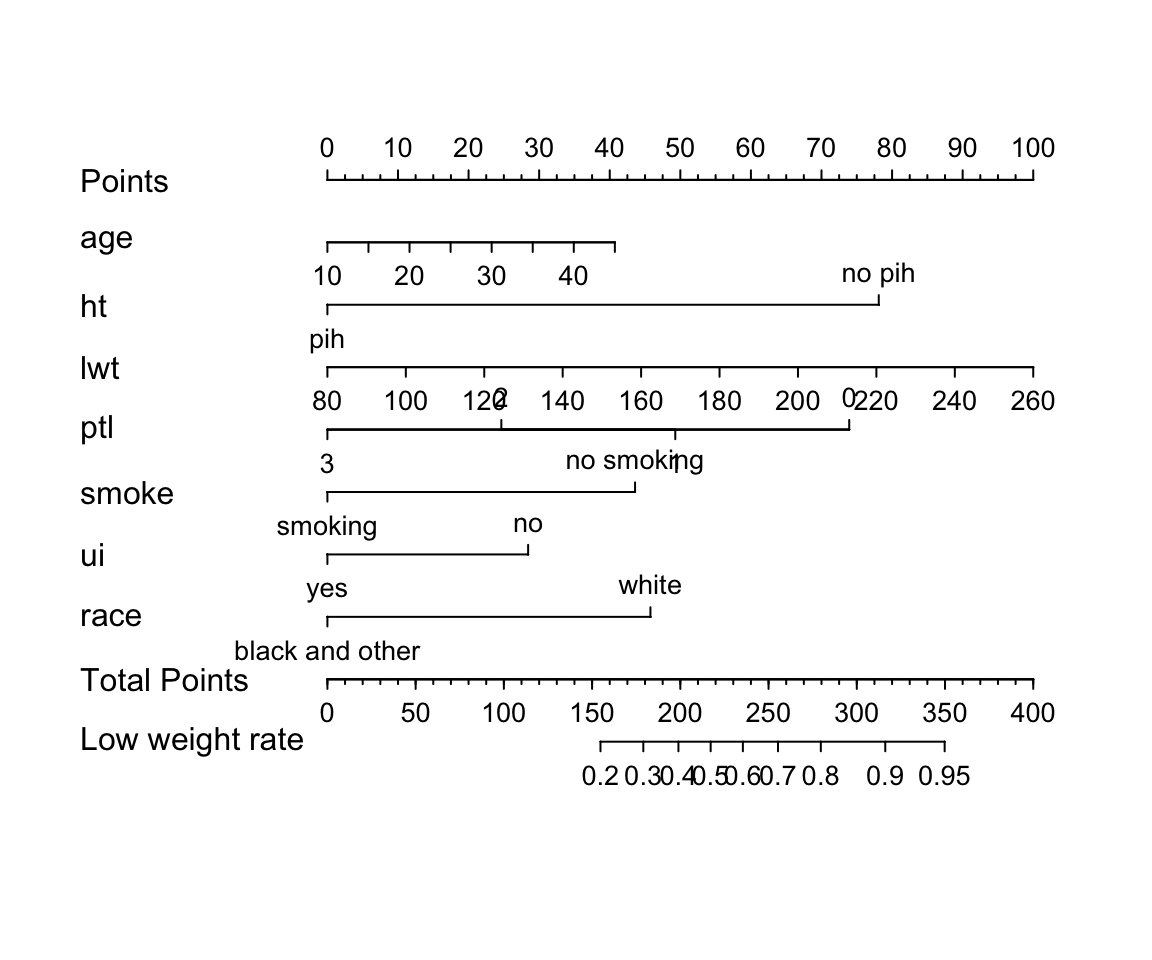 0 10 20 30 40 50 60 70 80 90 100
Points
age
10 20 30 40
no pih
ht
pih
lwt
80 100 120 140 160 180 200 220 240 260
2 0
ptl
3 1
no smoking
smoke
smoking
no
ui
yes
white
race
black and other
Total Points
0 50 100 150 200 250 300 350 400
Low weight rate
0.2 0.3 0.4 0.5 0.6 0.7 0.8 0.9 0.95